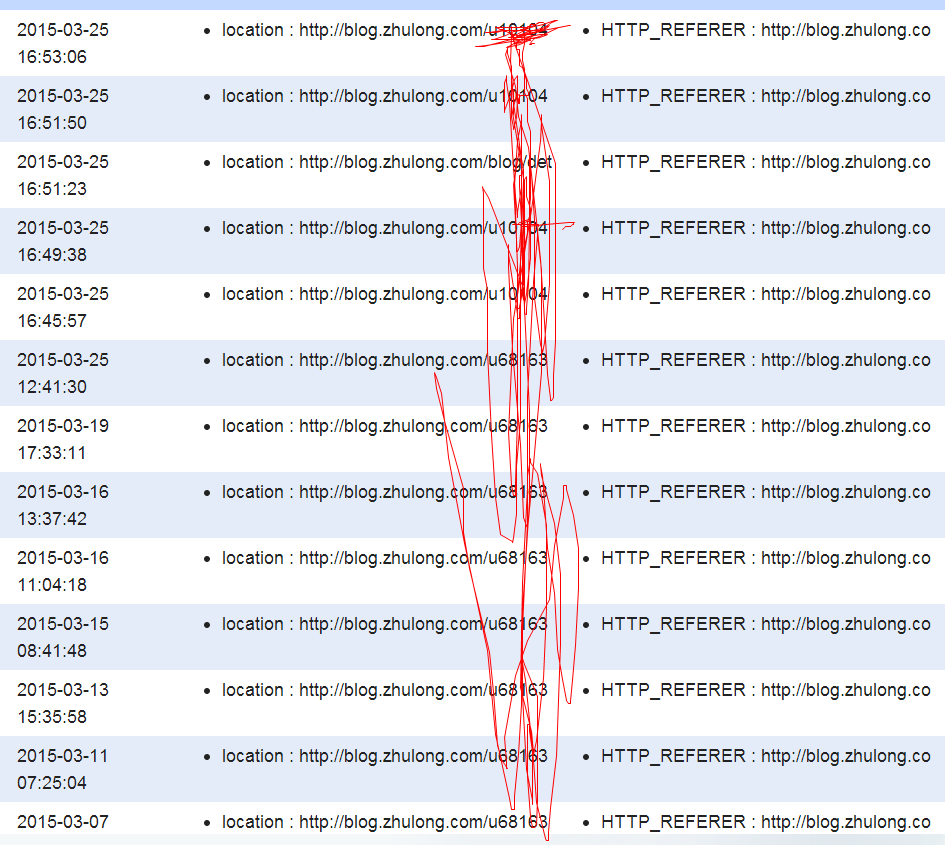 2015-03-25
16:53:06
• location : http://blog.zhulong.com/u10104
• HTTP_REFERER : http://blog.zhulong.co
2015-03-25
16:51:50
• location : http://blog.zhulong.com/u10104
• HTTP_REFERER : http://blog.zhulong.co
2015-03-25
16:51:23
• location : http://blog.zhulong.com/blog/det
• HTTP_REFERER : http://blog.zhulong.co
2015-03-25
16:49:38
• location : http://blog.zhulong.com/u10104
• HTTP_REFERER : http://blog.zhulong.co
2015-03-25
16:45:57
• location : http://blog.zhulong.com/u10104
• HTTP_REFERER : http://blog.zhulong.co
2015-03-25
12:41:30
• location : http://blog.zhulong.com/u68163
• HTTP_REFERER : http://blog.zhulong.co
2015-03-19
17:33:11
• location : http://blog.zhulong.com/u68163
• HTTP_REFERER : http://blog.zhulong.co
2015-03-16
13:37:42
• location : http://blog.zhulong.com/u68163
• HTTP_REFERER : http://blog.zhulong.co
2015-03-16
11:04:18
• location : http://blog.zhulong.com/u68163
• HTTP_REFERER : http://blog.zhulong.co
2015-03-15
08:41:48
• location : http://blog.zhulong.com/u68163
• HTTP_REFERER : http://blog.zhulong.co
2015-03-13
15:35:58
• location : http://blog.zhulong.com/u68163
• HTTP_REFERER : http://blog.zhulong.co
2015-03-11
07:25:04
• location : http://blog.zhulong.com/u68163
• HTTP_REFERER : http://blog.zhulong.co
2015-03-07
• location : http://blog.zhulong.com/u68163
• HTTP_REFERER : http://blog.zhulong.co